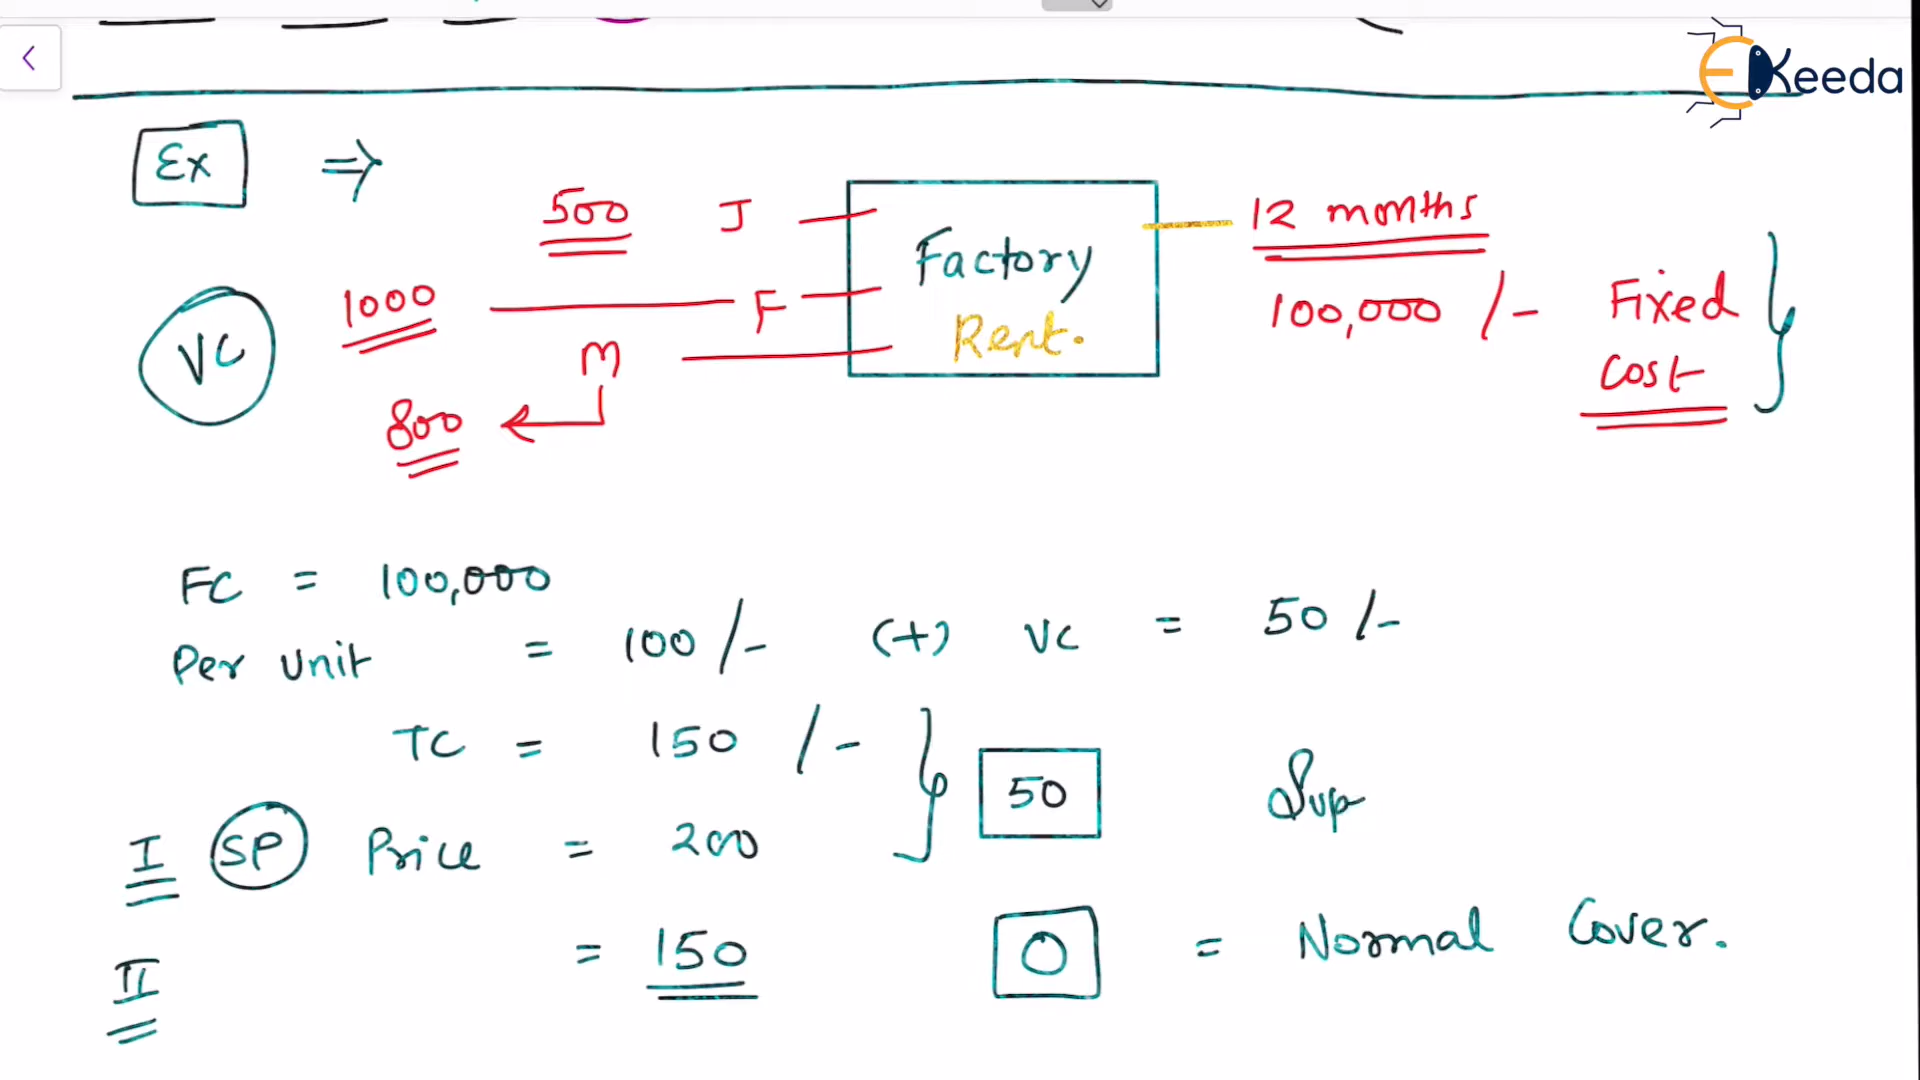 EKeeda
Ex ⇒
500 J Factory 12 months
1000 F Rent. 100,000 /- Fixed
VC M cost
800
FC = 100,000
Per unit = 100 /- (+) VC = 50 /-
TC = 150 /- 50 Sup
I SP Price = 200
II = 150 0 = Normal Cover.